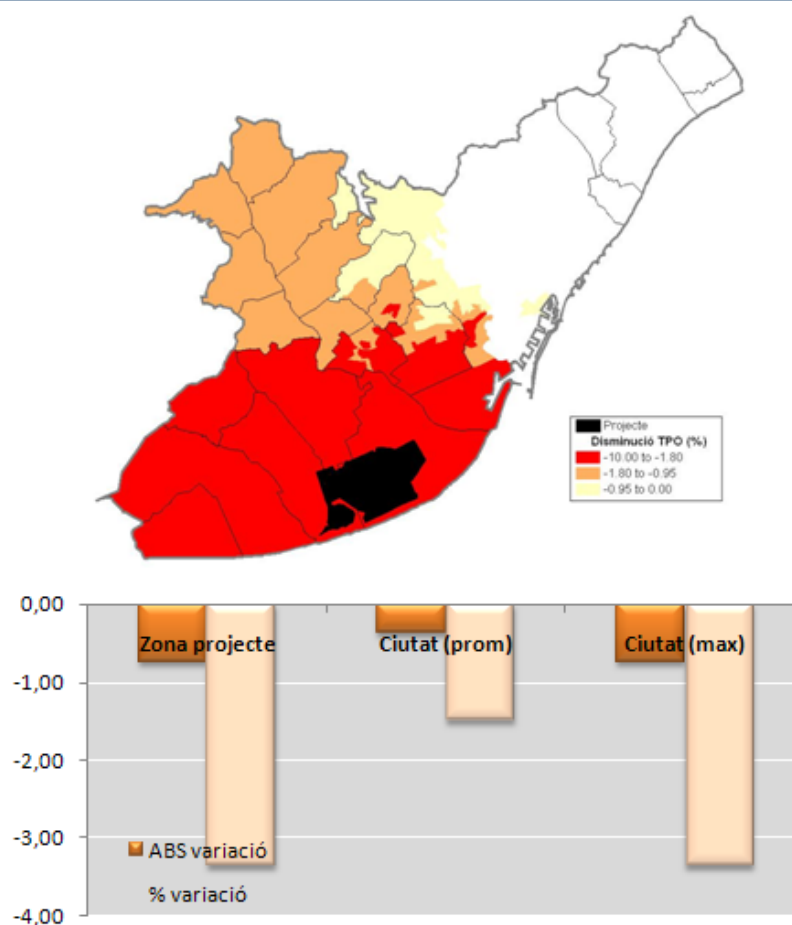 Projecte
Disminució TPO (%)
-10.00 to -1.80
-1.80 to -0.95
-0.95 to 0.00
0,00
Zona projecte
Ciutat (prom)
Ciutat (max)
-1,00
-2,00
-3,00
ABS variació
% variació
-4,00